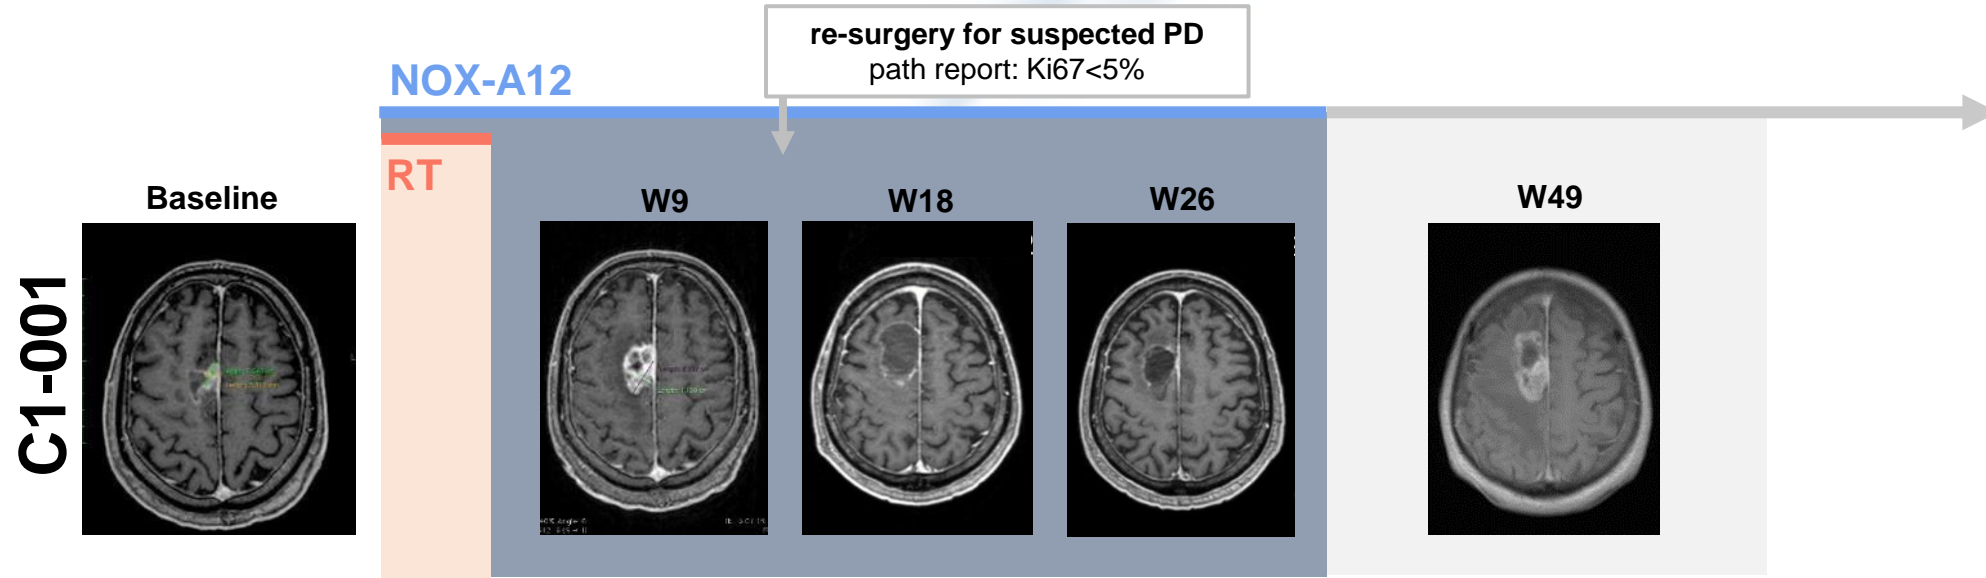 re-surgery for suspected PD
path report: Ki67<5%
NOX-A12
RT
Baseline
W9
W18
W26
W49
C1-001